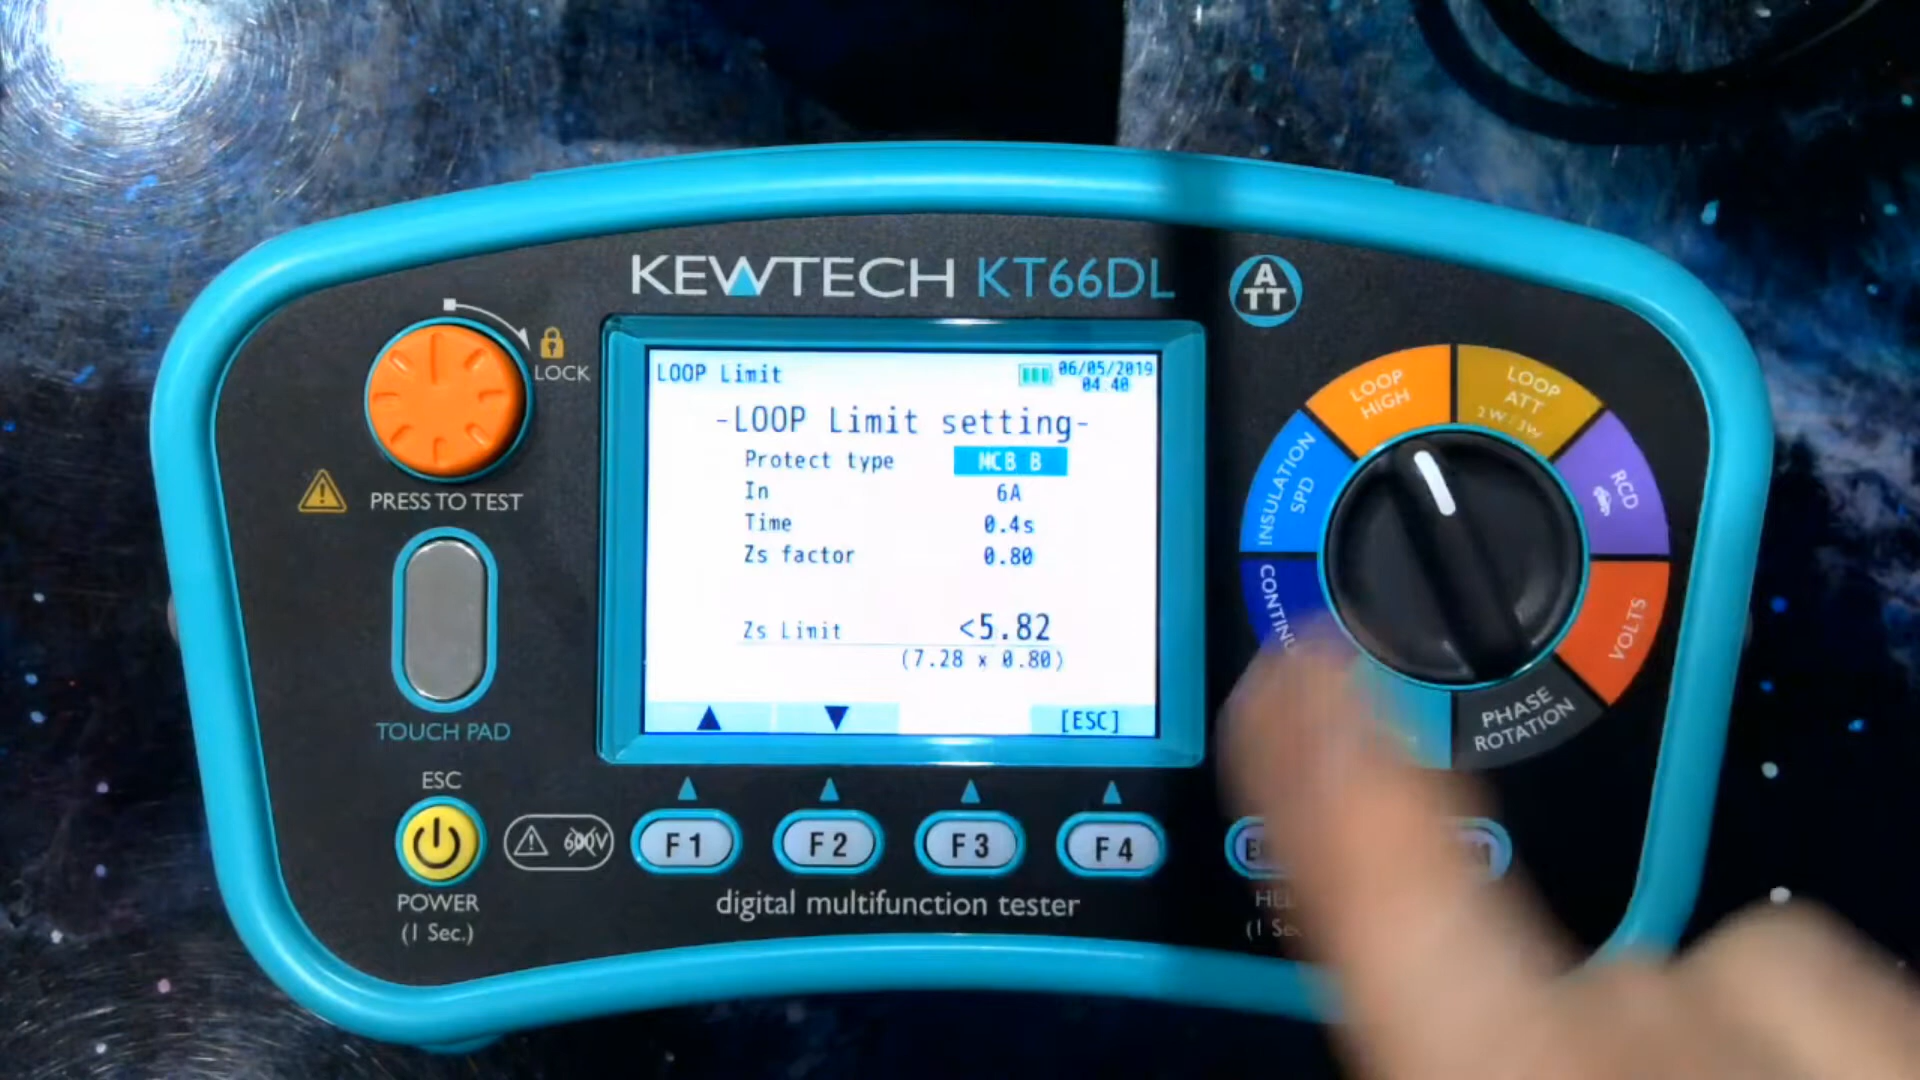 KEWTECH KT66DL
ATT
LOCK
PRESS TO TEST
TOUCH PAD
ESC
POWER
(1 Sec.)
600V
LOOP Limit
06/05/2019
04 40
-LOOP Limit setting-
Protect type MCB B
In 6A
Time 0.4s
Zs factor 0.80
Zs Limit <5.82
(7.28 x 0.80)
[ESC]
F1
F2
F3
F4
digital multifunction tester
INSULATION
SPD
LOOP
HIGH
LOOP
ATT
2W/3W
RCD
VOLTS
PHASE
ROTATION